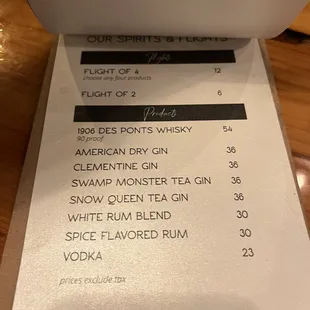 OUR SPIRITS & FLIGHTS
Flights
FLIGHT OF 4 12
choose any four products
FLIGHT OF 2 6
Products
1906 DES PONTS WHISKY 54
90 proof
AMERICAN DRY GIN 36
CLEMENTINE GIN 36
SWAMP MONSTER TEA GIN 36
SNOW QUEEN TEA GIN 36
WHITE RUM BLEND 30
SPICE FLAVORED RUM 30
VODKA 23
prices exclude tax